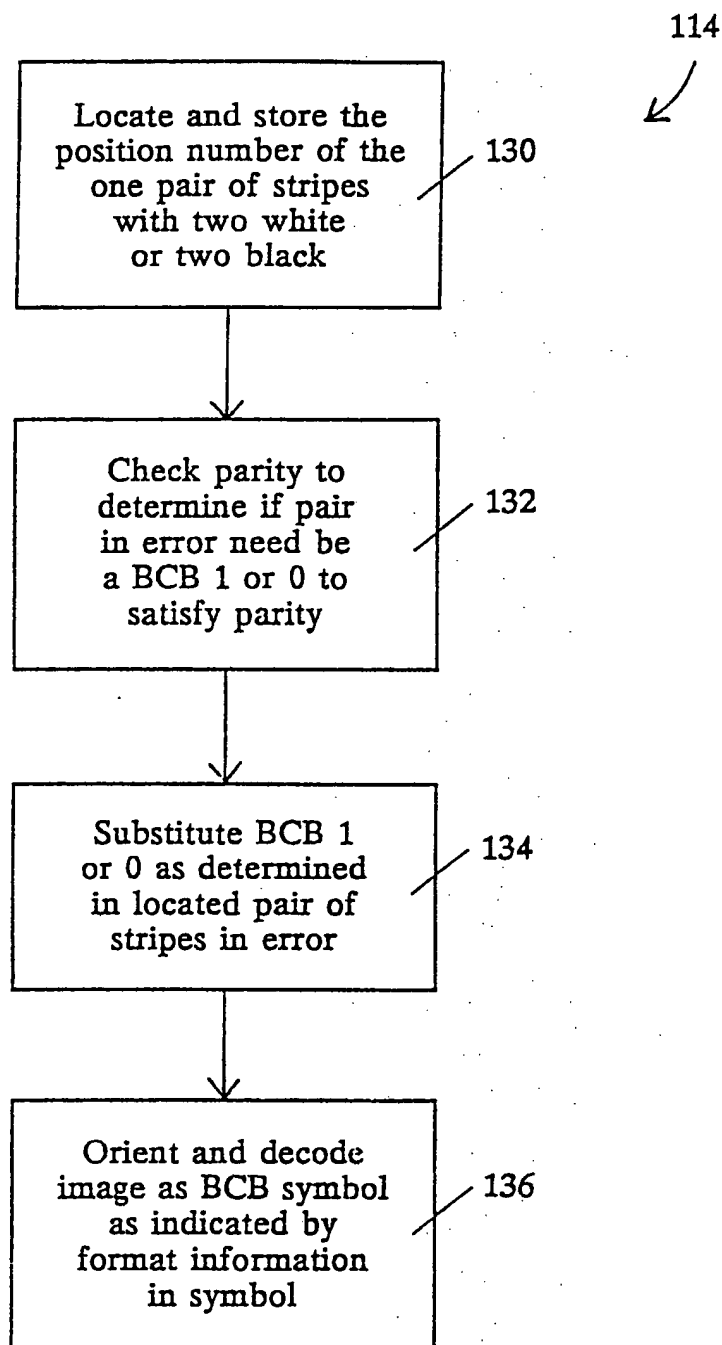 114
Locate and store the
position number of the
one pair of stripes
with two white
or two black
130
Check parity to
determine if pair
in error need be
a BCB 1 or 0 to
satisfy parity
132
Substitute BCB 1
or 0 as determined
in located pair of
stripes in error
134
Orient and decode
image as BCB symbol
as indicated by
format information
in symbol
136